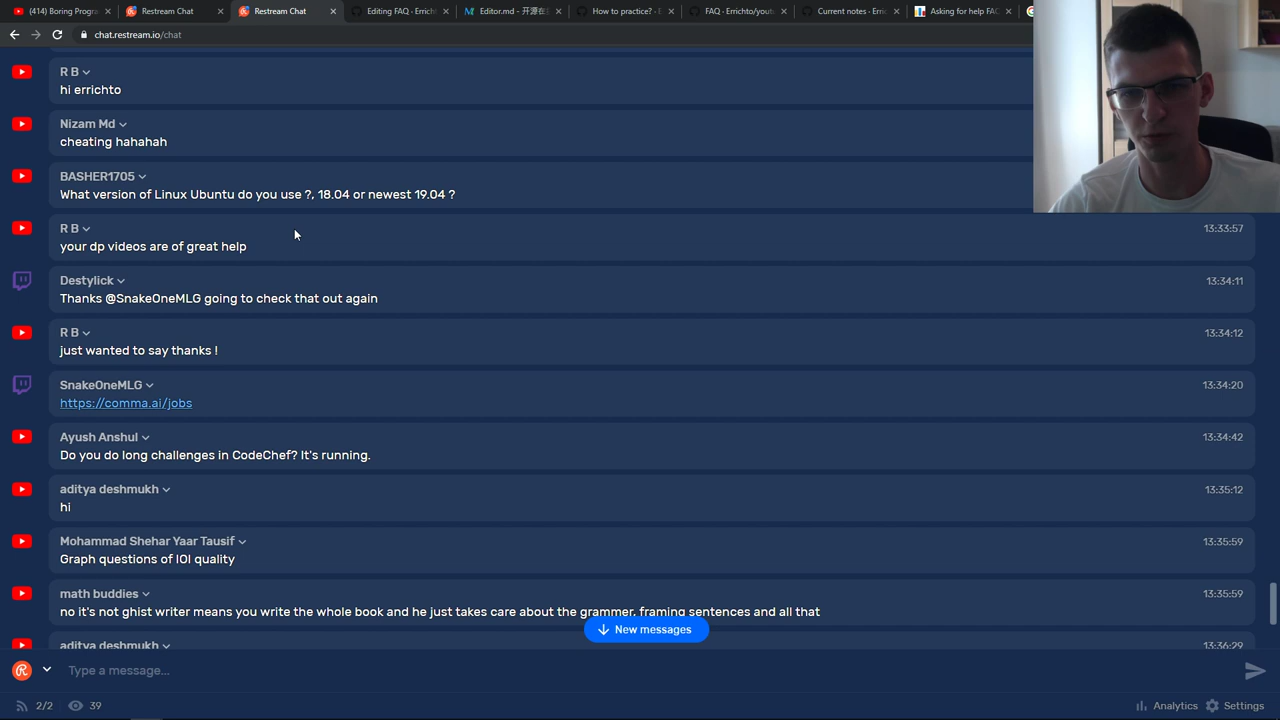 (414) Boring Progra
Restream Chat
Restream Chat
Editing FAQ · Errich
Editor.md - 开源在
How to practice? · E
FAQ · Errichto/yout
Current notes · Erri
Asking for help FAC
chat.restream.io/chat
R B
hi errichto
Nizam Md
cheating hahahah
BASHER1705
What version of Linux Ubuntu do you use ?, 18.04 or newest 19.04 ?
R B
13:33:57
your dp videos are of great help
Destylick
13:34:11
Thanks @SnakeOneMLG going to check that out again
R B
13:34:12
just wanted to say thanks !
SnakeOneMLG
13:34:20
https://comma.ai/jobs
Ayush Anshul
13:34:42
Do you do long challenges in CodeChef? It's running.
aditya deshmukh
13:35:12
hi
Mohammad Shehar Yaar Tausif
13:35:59
Graph questions of IOI quality
math buddies
13:35:59
no it's not ghist writer means you write the whole book and he just takes care about the grammer, framing sentences and all that
New messages
aditya deshmukh
13:36:29
Type a message...
2/2
39
Analytics
Settings